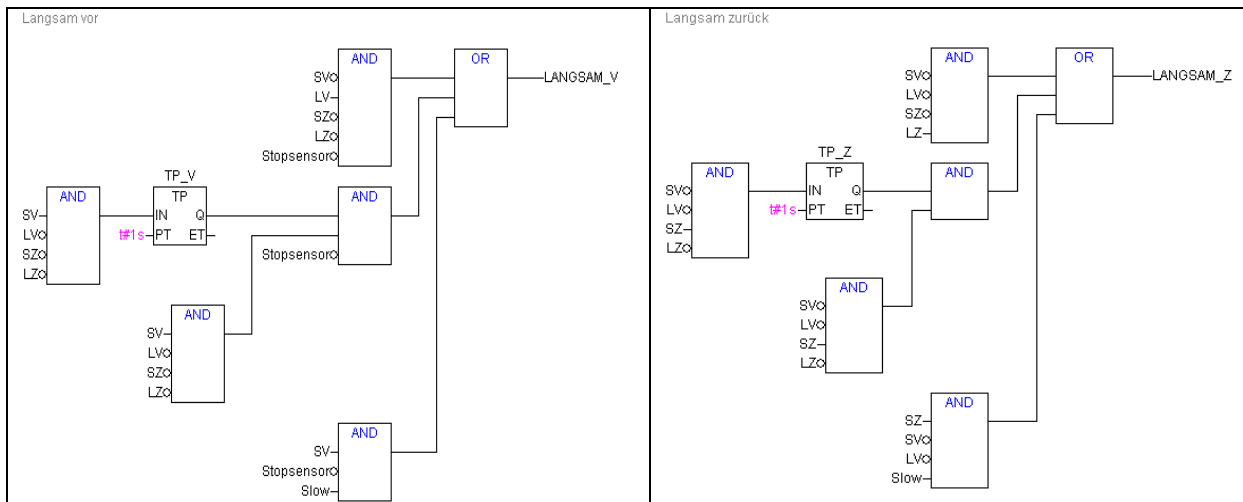 Langsam vor
AND
SV
LV
SZ
LZ
Stopsensor
OR
LANGSAM_V
AND
SV
LV
SZ
LZ
TP_V
TP
IN Q
t#1s PT ET
AND
Stopsensor
AND
SV
LV
SZ
LZ
AND
SV
Stopsensor
Slow
Langsam zurück
AND
SV
LV
SZ
LZ
OR
LANGSAM_Z
AND
SV
LV
SZ
LZ
TP_Z
TP
IN Q
t#1s PT ET
AND
AND
SV
LV
SZ
LZ
AND
SZ
SV
LV
Slow